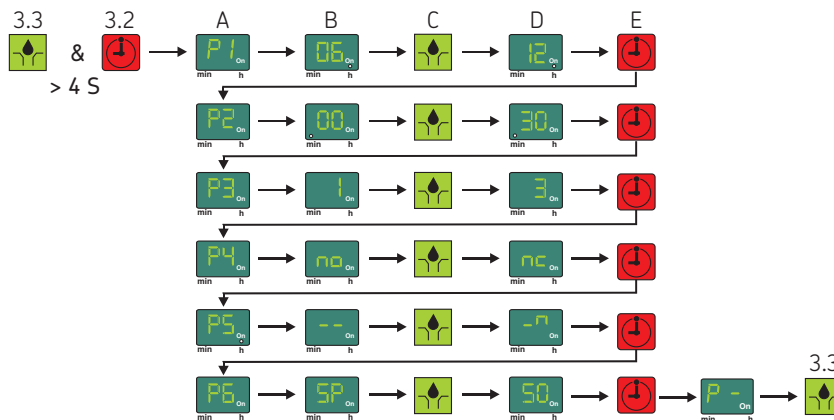 3.3 3.2 A B C D E
& P1 On 06 On 12 On
> 4 S min h min h min h
P2 On 00 On 30 On
min h min h min h
P3 On 1 On 3 On
min h min h min h
P4 On no On nc On
min h min h min h
P5 On -- On -n On
min h min h min h
3.3
P6 On SP On SO On P - On
min h min h min h min h